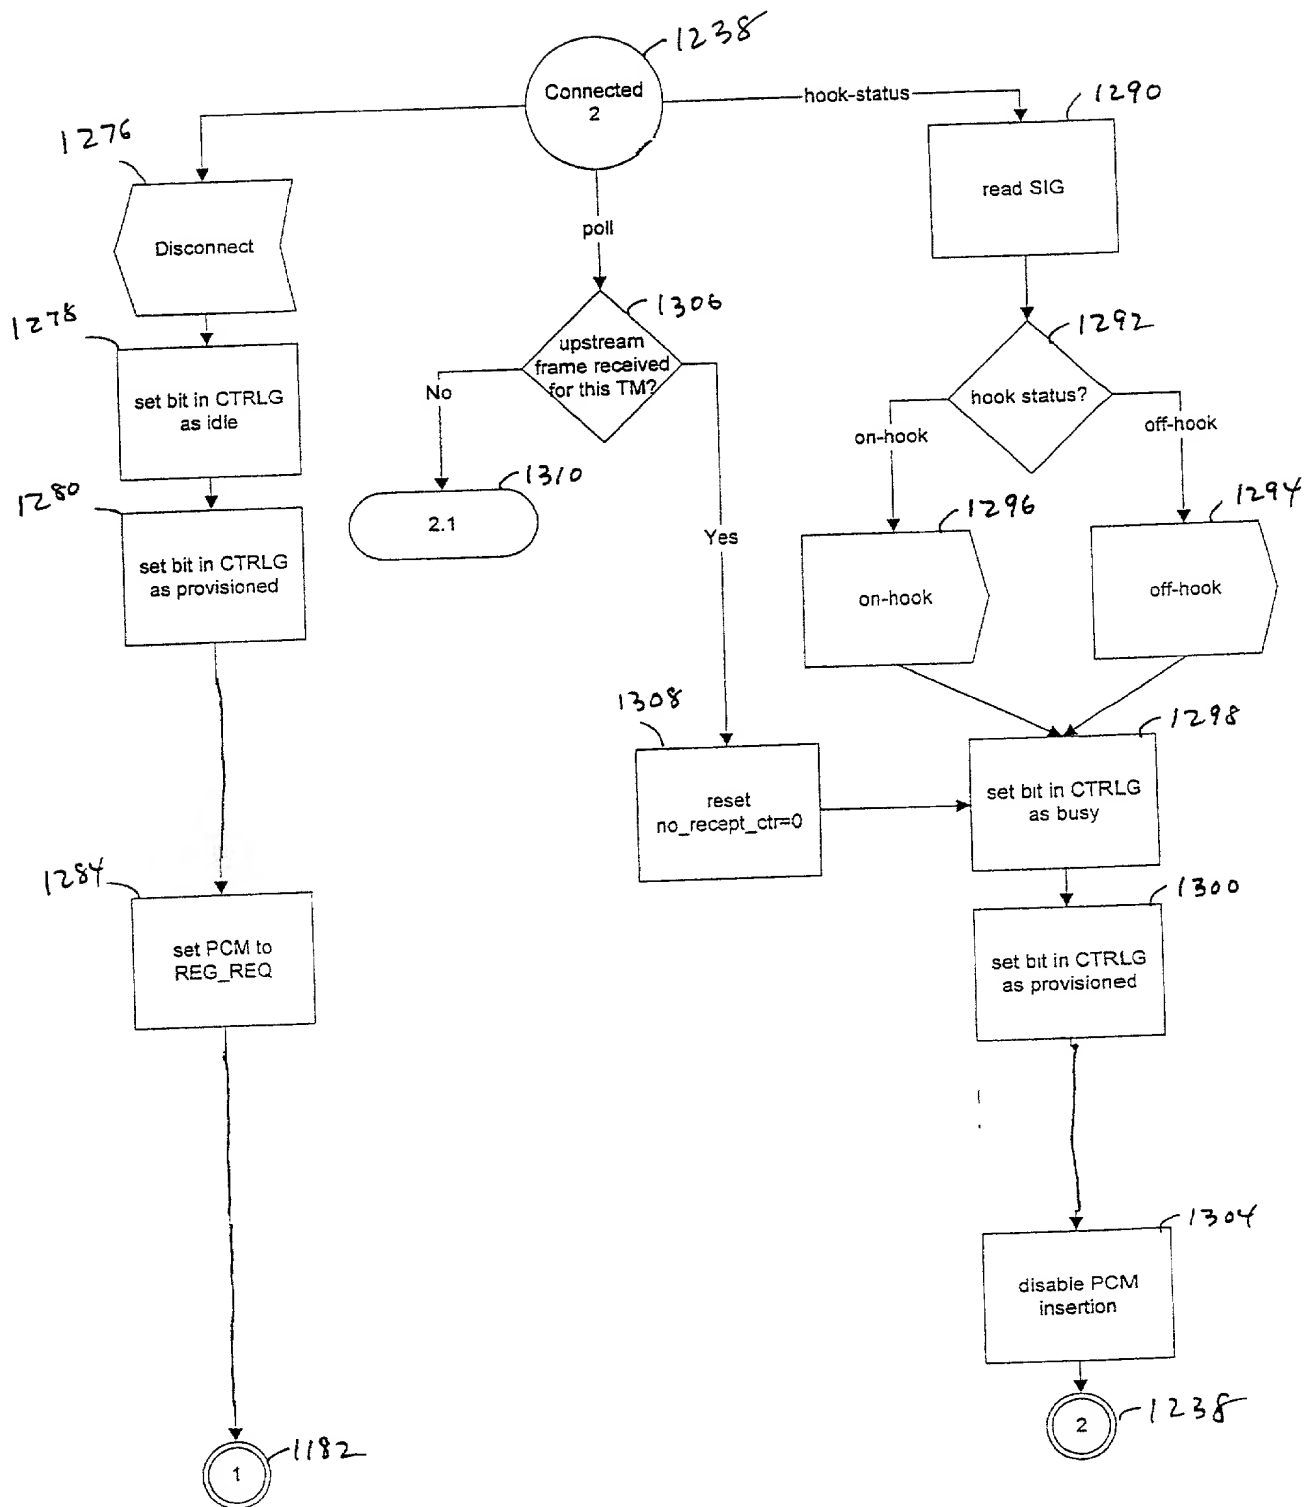 1238
Connected
2
hook-status
1290
1276
read SIG
poll
Disconnect
1306
1278
1292
upstream
frame received
for this TM?
No
set bit in CTRLG
as idle
hook status?
on-hook
off-hook
1310
1280
1296
1294
2.1
Yes
set bit in CTRLG
as provisioned
on-hook
off-hook
1308
1298
reset
no_recept_ctr=0
set bit in CTRLG
as busy
1284
1300
set PCM to
REG_REQ
set bit in CTRLG
as provisioned
1304
disable PCM
insertion
2
1238
1
1182